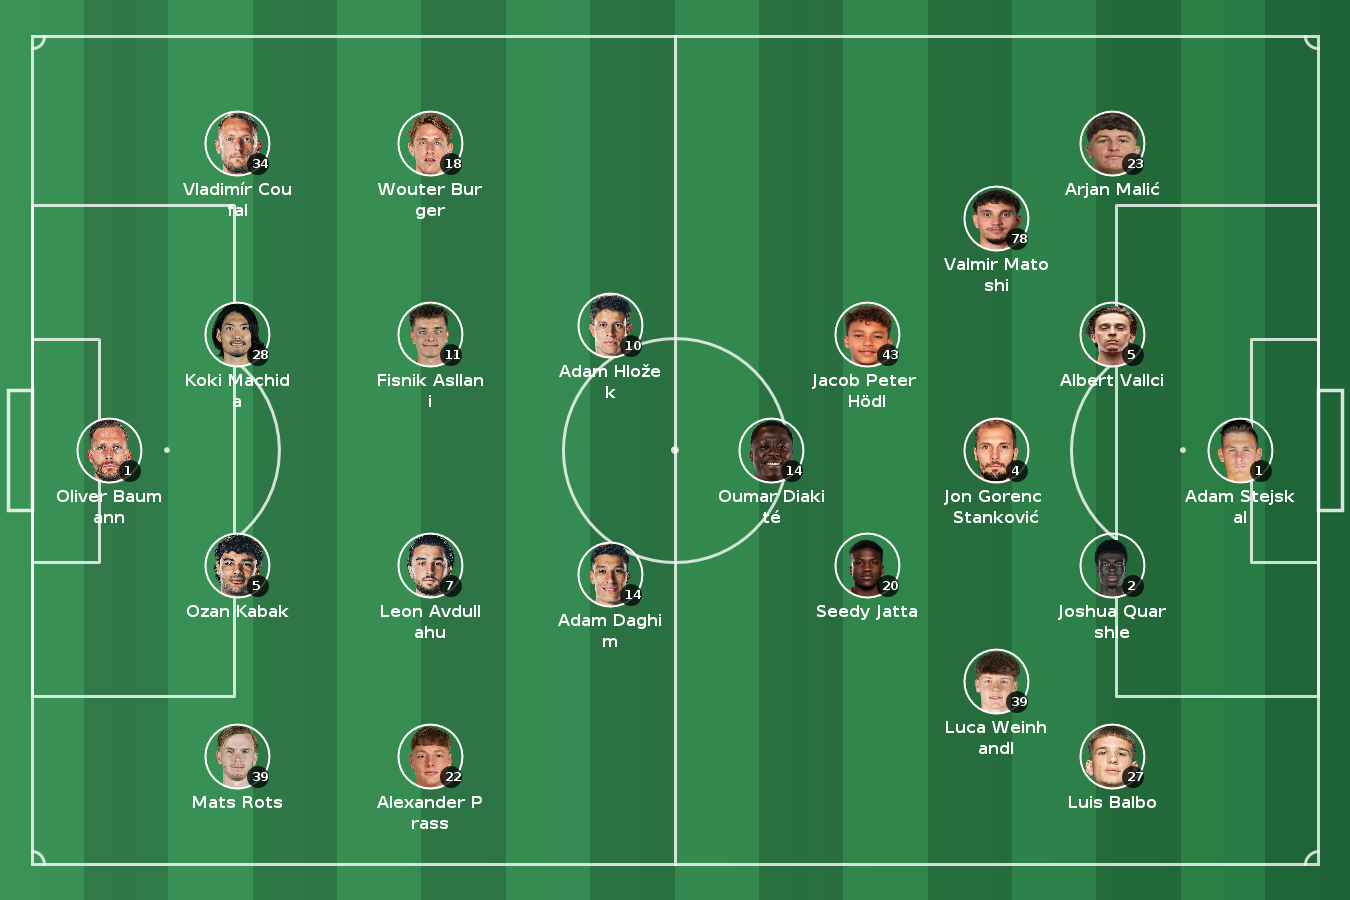 34
Vladimír Cou
fal
18
Wouter Bur
ger
23
Arjan Malić
78
Valmir Mato
shi
28
Koki Machid
a
11
Fisnik Asllan
i
10
Adam Hlože
k
43
Jacob Peter
Hödl
5
Albert Vallci
1
Oliver Baum
ann
14
Oumar Diaki
té
4
Jon Gorenc
Stanković
1
Adam Stejsk
al
5
Ozan Kabak
7
Leon Avdull
ahu
14
Adam Daghi
m
20
Seedy Jatta
2
Joshua Quar
shie
39
Luca Weinh
andl
39
Mats Rots
22
Alexander P
rass
27
Luis Balbo